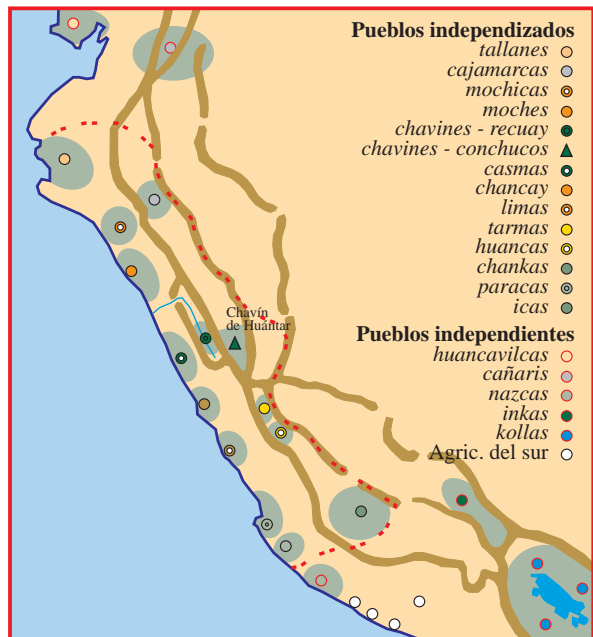 Pueblos independizados
tallanes
cajamarcas
mochicas
moches
chavines - recuay
chavines - conchucos
casmas
chancay
limas
tarmas
huancas
chankas
paracas
icas
Pueblos independientes
huancavilcas
cañaris
nazcas
inkas
kollas
Agric. del sur
Chavín
de Huántar